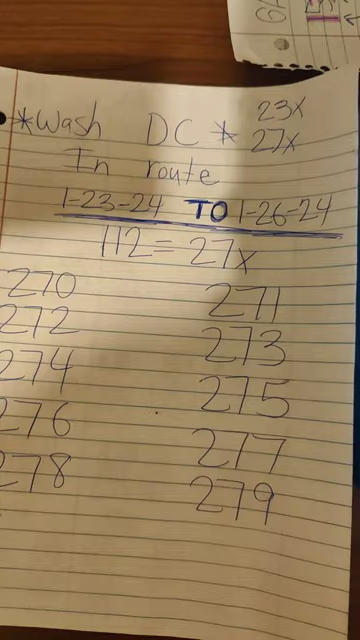 *Wash DC * 23x
27x
In route
1-23-24 TO 1-26-24
112 = 27x
270 271
272 273
274 275
276 277
278 279